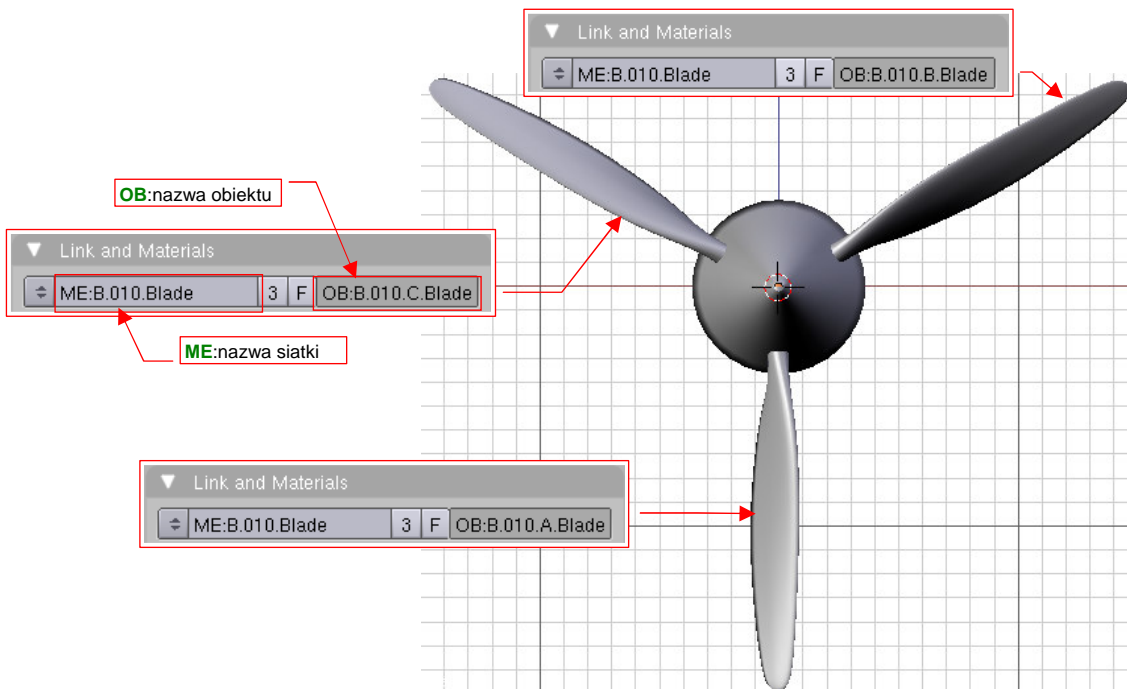 Link and Materials
ME:B.010.Blade 3 F OB:B.010.B.Blade
OB:nazwa obiektu
Link and Materials
ME:B.010.Blade 3 F OB:B.010.C.Blade
ME:nazwa siatki
Link and Materials
ME:B.010.Blade 3 F OB:B.010.A.Blade